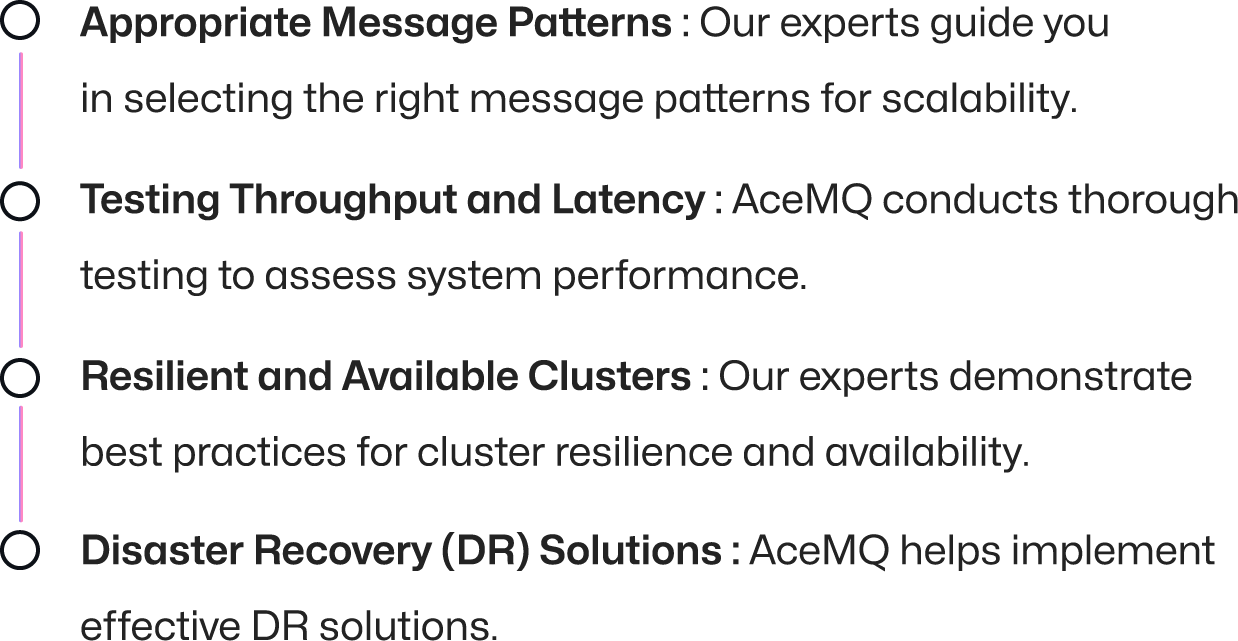 Appropriate Message Patterns : Our experts guide you
in selecting the right message patterns for scalability.
Testing Throughput and Latency : AceMQ conducts thorough
testing to assess system performance.
Resilient and Available Clusters : Our experts demonstrate
best practices for cluster resilience and availability.
Disaster Recovery (DR) Solutions : AceMQ helps implement
effective DR solutions.